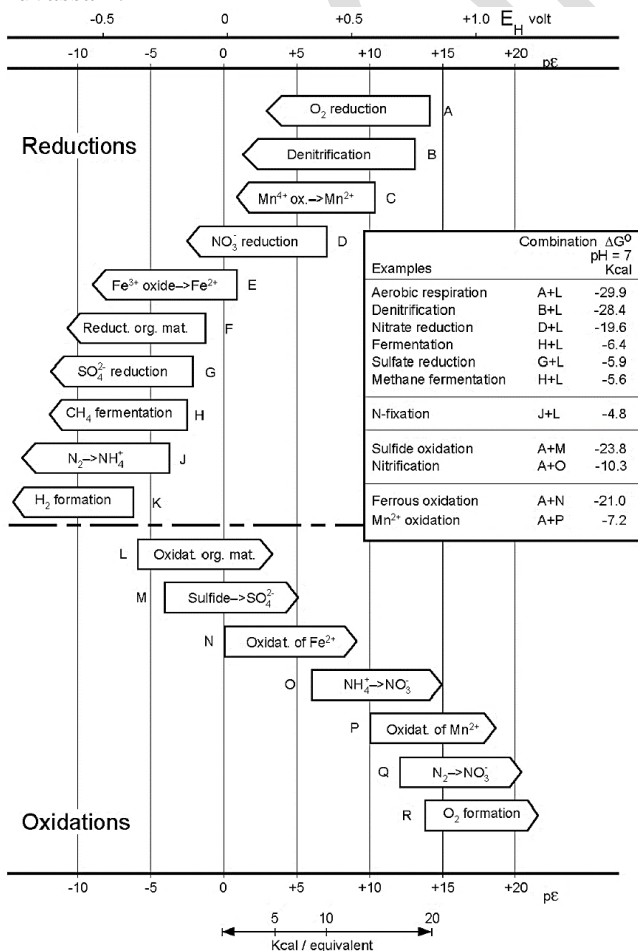 -0.5 0 +0.5 +1.0 E_H volt
-10 -5 0 +5 +10 +15 +20 pε
O₂ reduction A
Reductions
Denitrification B
Mn⁴⁺ ox.–>Mn²⁺ C
NO₃⁻ reduction D
Fe³⁺ oxide–>Fe²⁺ E
Reduct. org. mat. F
SO₄²⁻ reduction G
CH₄ fermentation H
N₂–>NH₄⁺ J
H₂ formation K
Combination ΔG⁰
pH = 7
Examples Kcal
Aerobic respiration A+L -29.9
Denitrification B+L -28.4
Nitrate reduction D+L -19.6
Fermentation H+L -6.4
Sulfate reduction G+L -5.9
Methane fermentation H+L -5.6
N-fixation J+L -4.8
Sulfide oxidation A+M -23.8
Nitrification A+O -10.3
Ferrous oxidation A+N -21.0
Mn²⁺ oxidation A+P -7.2
L Oxidat. org. mat.
M Sulfide–>SO₄²⁻
N Oxidat. of Fe²⁺
O NH₄⁺–>NO₃⁻
P Oxidat. of Mn²⁺
Q N₂–>NO₃⁻
R O₂ formation
Oxidations
-10 -5 0 +5 +10 +15 +20 pε
5 10 20
Kcal / equivalent